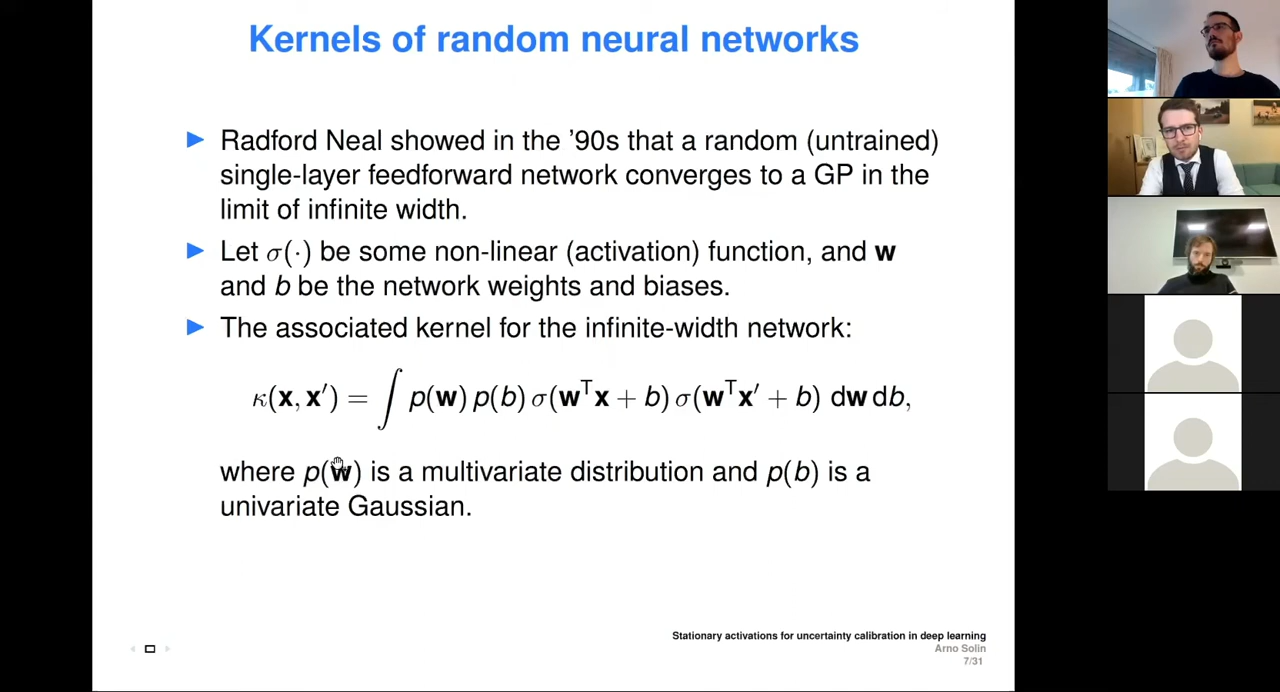 Kernels of random neural networks
▶ Radford Neal showed in the ’90s that a random (untrained)
single-layer feedforward network converges to a GP in the
limit of infinite width.
▶ Let σ(·) be some non-linear (activation) function, and w
and b be the network weights and biases.
▶ The associated kernel for the infinite-width network:
κ(x, x′) = ∫ p(w) p(b) σ(wᵀx + b) σ(wᵀx′ + b) dw db,
where p(w) is a multivariate distribution and p(b) is a
univariate Gaussian.
Stationary activations for uncertainty calibration in deep learning
Arno Solin
7/31